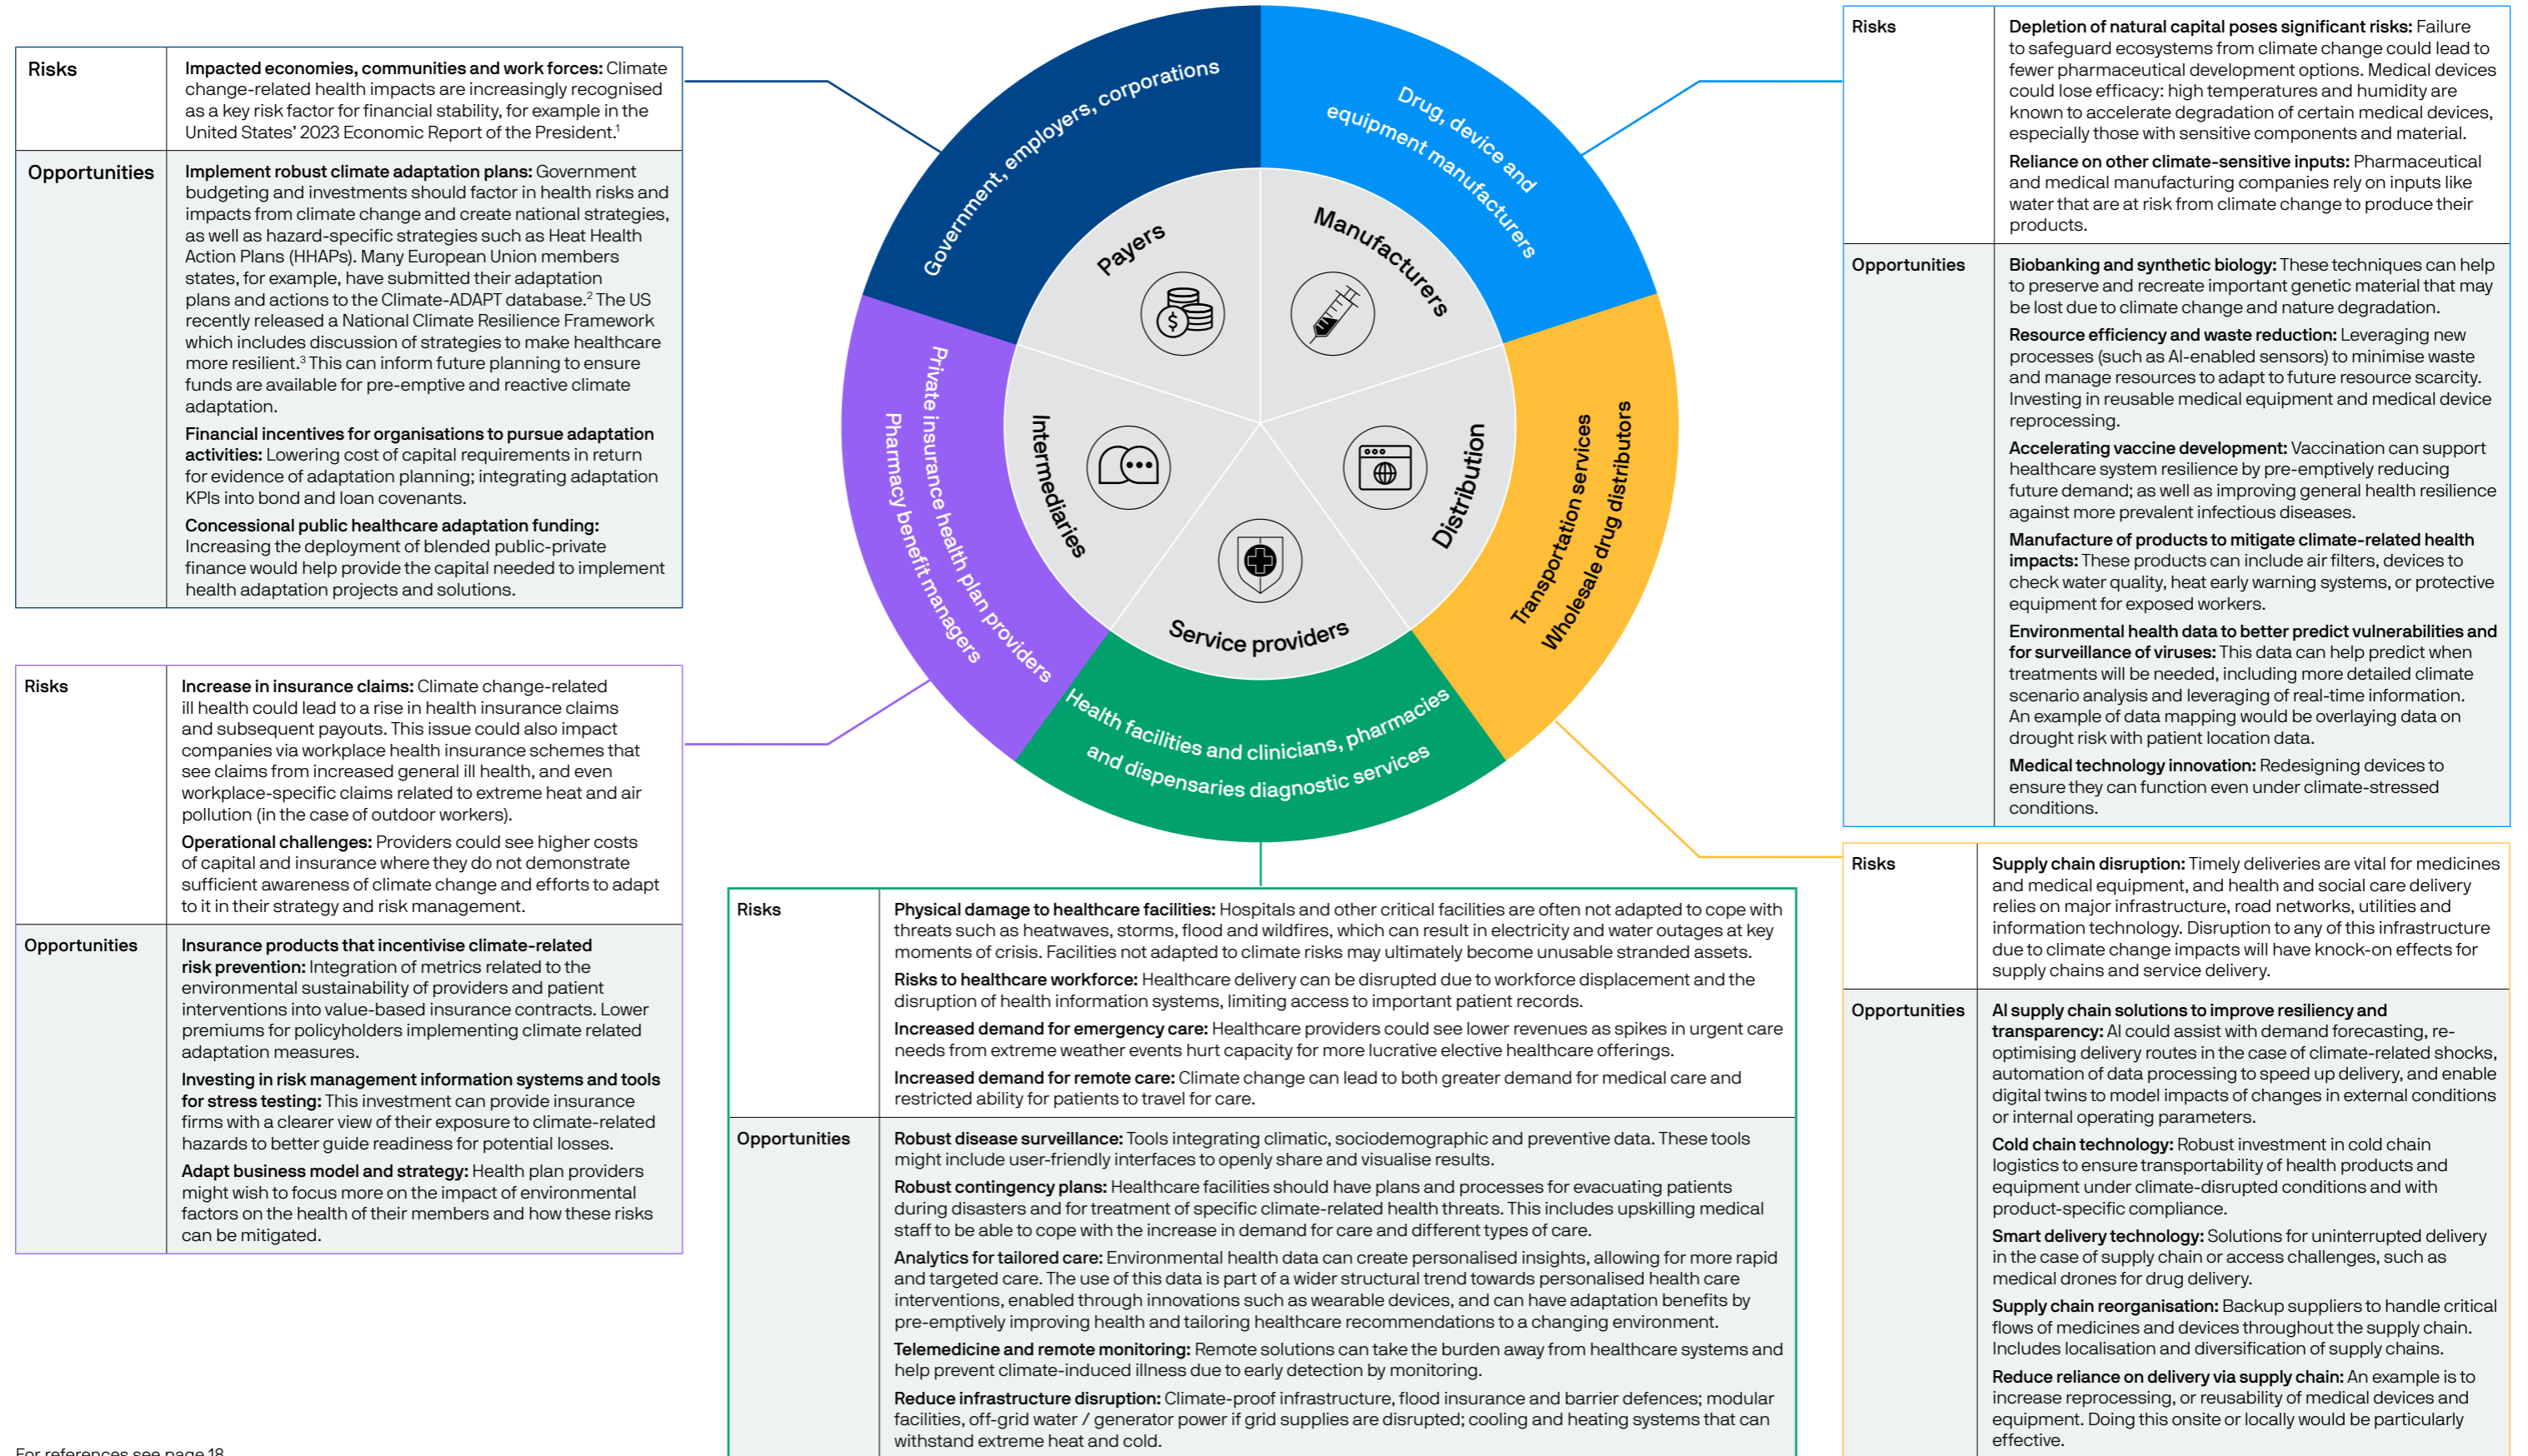 Risks
Impacted economies, communities and work forces: Climate
change-related health impacts are increasingly recognised
as a key risk factor for financial stability, for example in the
United States’ 2023 Economic Report of the President.1
Opportunities
Implement robust climate adaptation plans: Government
budgeting and investments should factor in health risks and
impacts from climate change and create national strategies,
as well as hazard-specific strategies such as Heat Health
Action Plans (HHAPs). Many European Union members
states, for example, have submitted their adaptation
plans and actions to the Climate-ADAPT database.2 The US
recently released a National Climate Resilience Framework
which includes discussion of strategies to make healthcare
more resilient.3 This can inform future planning to ensure
funds are available for pre-emptive and reactive climate
adaptation.
Financial incentives for organisations to pursue adaptation
activities: Lowering cost of capital requirements in return
for evidence of adaptation planning; integrating adaptation
KPIs into bond and loan covenants.
Concessional public healthcare adaptation funding:
Increasing the deployment of blended public-private
finance would help provide the capital needed to implement
health adaptation projects and solutions.
Risks
Increase in insurance claims: Climate change-related
ill health could lead to a rise in health insurance claims
and subsequent payouts. This issue could also impact
companies via workplace health insurance schemes that
see claims from increased general ill health, and even
workplace-specific claims related to extreme heat and air
pollution (in the case of outdoor workers).
Operational challenges: Providers could see higher costs
of capital and insurance where they do not demonstrate
sufficient awareness of climate change and efforts to adapt
to it in their strategy and risk management.
Opportunities
Insurance products that incentivise climate-related
risk prevention: Integration of metrics related to the
environmental sustainability of providers and patient
interventions into value-based insurance contracts. Lower
premiums for policyholders implementing climate related
adaptation measures.
Investing in risk management information systems and tools
for stress testing: This investment can provide insurance
firms with a clearer view of their exposure to climate-related
hazards to better guide readiness for potential losses.
Adapt business model and strategy: Health plan providers
might wish to focus more on the impact of environmental
factors on the health of their members and how these risks
can be mitigated.
For references see page 18
Government, employers, corporations
Drug, device and
equipment manufacturers
Payers
Manufacturers
$
Private insurance health plan providers
Pharmacy benefit managers
Intermediaries
Distribution
Transportation services
Wholesale drug distributors
Service providers
Health facilities and clinicians, pharmacies
and dispensaries diagnostic services
Risks
Physical damage to healthcare facilities: Hospitals and other critical facilities are often not adapted to cope with
threats such as heatwaves, storms, flood and wildfires, which can result in electricity and water outages at key
moments of crisis. Facilities not adapted to climate risks may ultimately become unusable stranded assets.
Risks to healthcare workforce: Healthcare delivery can be disrupted due to workforce displacement and the
disruption of health information systems, limiting access to important patient records.
Increased demand for emergency care: Healthcare providers could see lower revenues as spikes in urgent care
needs from extreme weather events hurt capacity for more lucrative elective healthcare offerings.
Increased demand for remote care: Climate change can lead to both greater demand for medical care and
restricted ability for patients to travel for care.
Opportunities
Robust disease surveillance: Tools integrating climatic, sociodemographic and preventive data. These tools
might include user-friendly interfaces to openly share and visualise results.
Robust contingency plans: Healthcare facilities should have plans and processes for evacuating patients
during disasters and for treatment of specific climate-related health threats. This includes upskilling medical
staff to be able to cope with the increase in demand for care and different types of care.
Analytics for tailored care: Environmental health data can create personalised insights, allowing for more rapid
and targeted care. The use of this data is part of a wider structural trend towards personalised health care
interventions, enabled through innovations such as wearable devices, and can have adaptation benefits by
pre-emptively improving health and tailoring healthcare recommendations to a changing environment.
Telemedicine and remote monitoring: Remote solutions can take the burden away from healthcare systems and
help prevent climate-induced illness due to early detection by monitoring.
Reduce infrastructure disruption: Climate-proof infrastructure, flood insurance and barrier defences; modular
facilities, off-grid water / generator power if grid supplies are disrupted; cooling and heating systems that can
withstand extreme heat and cold.
Risks
Depletion of natural capital poses significant risks: Failure
to safeguard ecosystems from climate change could lead to
fewer pharmaceutical development options. Medical devices
could lose efficacy: high temperatures and humidity are
known to accelerate degradation of certain medical devices,
especially those with sensitive components and material.
Reliance on other climate-sensitive inputs: Pharmaceutical
and medical manufacturing companies rely on inputs like
water that are at risk from climate change to produce their
products.
Opportunities
Biobanking and synthetic biology: These techniques can help
to preserve and recreate important genetic material that may
be lost due to climate change and nature degradation.
Resource efficiency and waste reduction: Leveraging new
processes (such as AI-enabled sensors) to minimise waste
and manage resources to adapt to future resource scarcity.
Investing in reusable medical equipment and medical device
reprocessing.
Accelerating vaccine development: Vaccination can support
healthcare system resilience by pre-emptively reducing
future demand; as well as improving general health resilience
against more prevalent infectious diseases.
Manufacture of products to mitigate climate-related health
impacts: These products can include air filters, devices to
check water quality, heat early warning systems, or protective
equipment for exposed workers.
Environmental health data to better predict vulnerabilities and
for surveillance of viruses: This data can help predict when
treatments will be needed, including more detailed climate
scenario analysis and leveraging of real-time information.
An example of data mapping would be overlaying data on
drought risk with patient location data.
Medical technology innovation: Redesigning devices to
ensure they can function even under climate-stressed
conditions.
Risks
Supply chain disruption: Timely deliveries are vital for medicines
and medical equipment, and health and social care delivery
relies on major infrastructure, road networks, utilities and
information technology. Disruption to any of this infrastructure
due to climate change impacts will have knock-on effects for
supply chains and service delivery.
Opportunities
AI supply chain solutions to improve resiliency and
transparency: AI could assist with demand forecasting, re-
optimising delivery routes in the case of climate-related shocks,
automation of data processing to speed up delivery, and enable
digital twins to model impacts of changes in external conditions
or internal operating parameters.
Cold chain technology: Robust investment in cold chain
logistics to ensure transportability of health products and
equipment under climate-disrupted conditions and with
product-specific compliance.
Smart delivery technology: Solutions for uninterrupted delivery
in the case of supply chain or access challenges, such as
medical drones for drug delivery.
Supply chain reorganisation: Backup suppliers to handle critical
flows of medicines and devices throughout the supply chain.
Includes localisation and diversification of supply chains.
Reduce reliance on delivery via supply chain: An example is to
increase reprocessing, or reusability of medical devices and
equipment. Doing this onsite or locally would be particularly
effective.